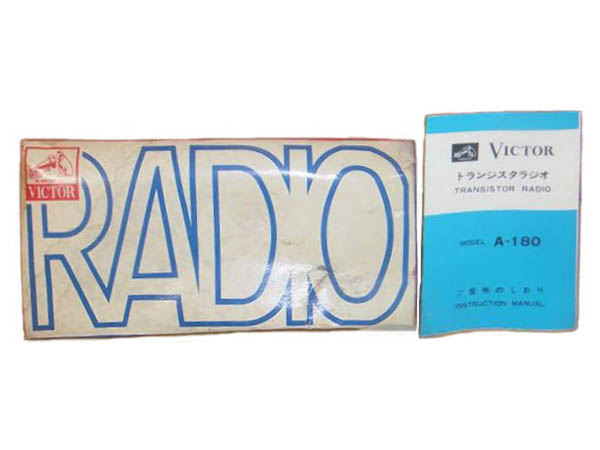 VICTOR
RADIO
VICTOR
トランジスタラジオ
TRANSISTOR RADIO
MODEL A-180
ご使用のしおり
INSTRUCTION MANUAL